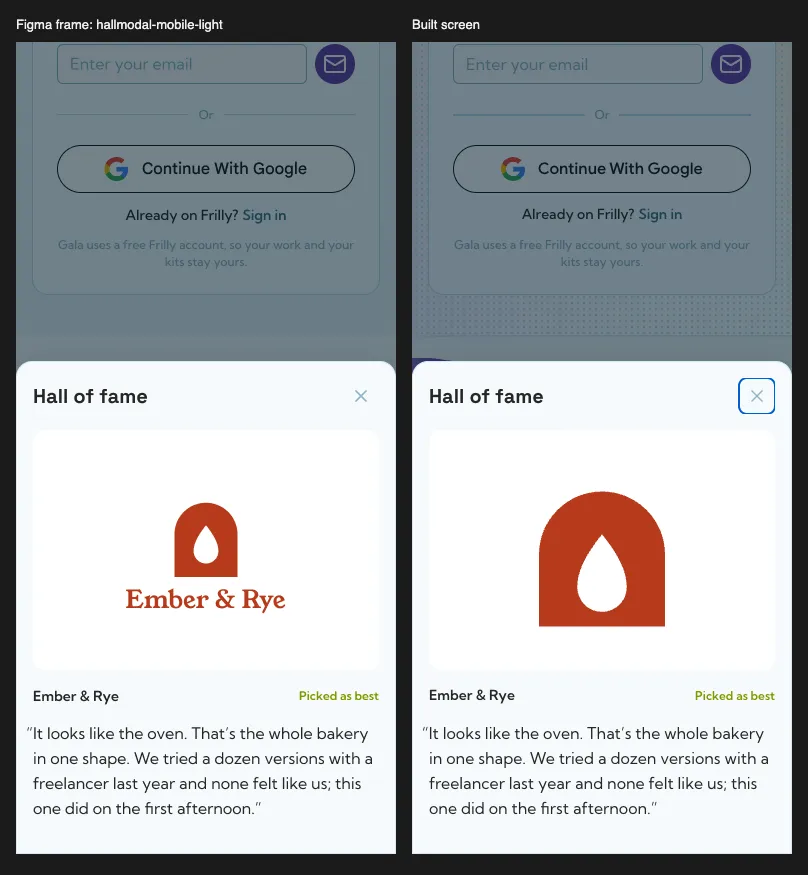 Figma frame: hallmodal-mobile-light
Enter your email
Or
Continue With Google
Already on Frilly? Sign in
Gala uses a free Frilly account, so your work and your
kits stay yours.
Hall of fame
Ember & Rye
Ember & Rye
Picked as best
“It looks like the oven. That’s the whole bakery
in one shape. We tried a dozen versions with a
freelancer last year and none felt like us; this
one did on the first afternoon.”
Built screen
Enter your email
Or
Continue With Google
Already on Frilly? Sign in
Gala uses a free Frilly account, so your work and your
kits stay yours.
Hall of fame
Ember & Rye
Picked as best
“It looks like the oven. That’s the whole bakery
in one shape. We tried a dozen versions with a
freelancer last year and none felt like us; this
one did on the first afternoon.”